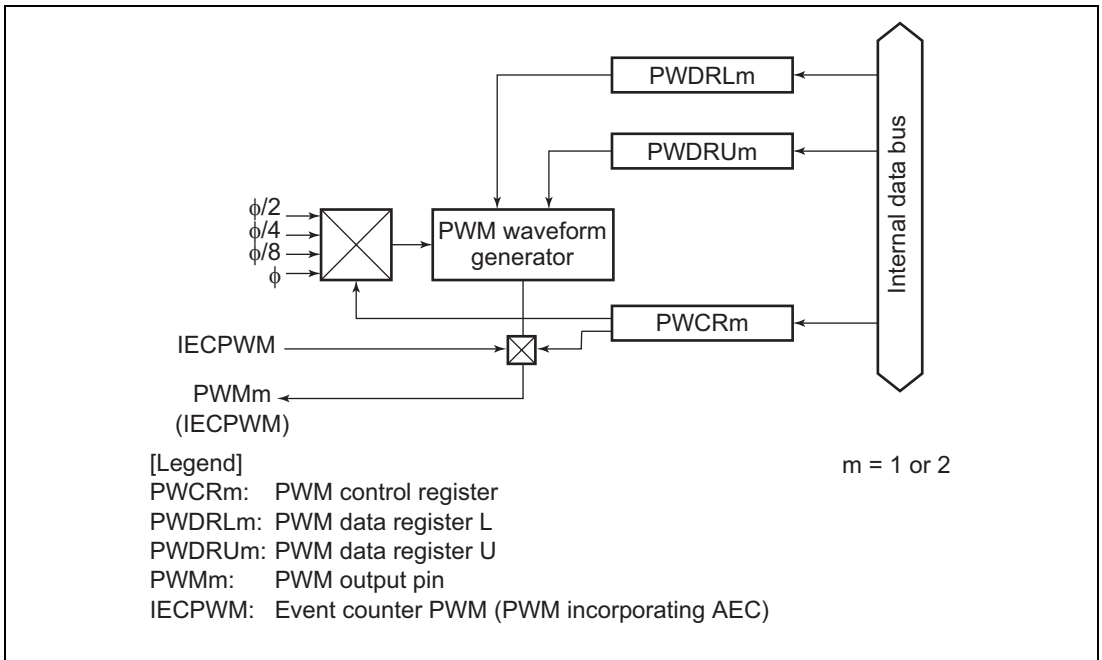 PWDRLm
PWDRUm
Internal data bus
ϕ/2
ϕ/4
ϕ/8
ϕ
PWM waveform
generator
PWCRm
IECPWM
PWMm
(IECPWM)
[Legend]
m = 1 or 2
PWCRm: PWM control register
PWDRLm: PWM data register L
PWDRUm: PWM data register U
PWMm: PWM output pin
IECPWM: Event counter PWM (PWM incorporating AEC)